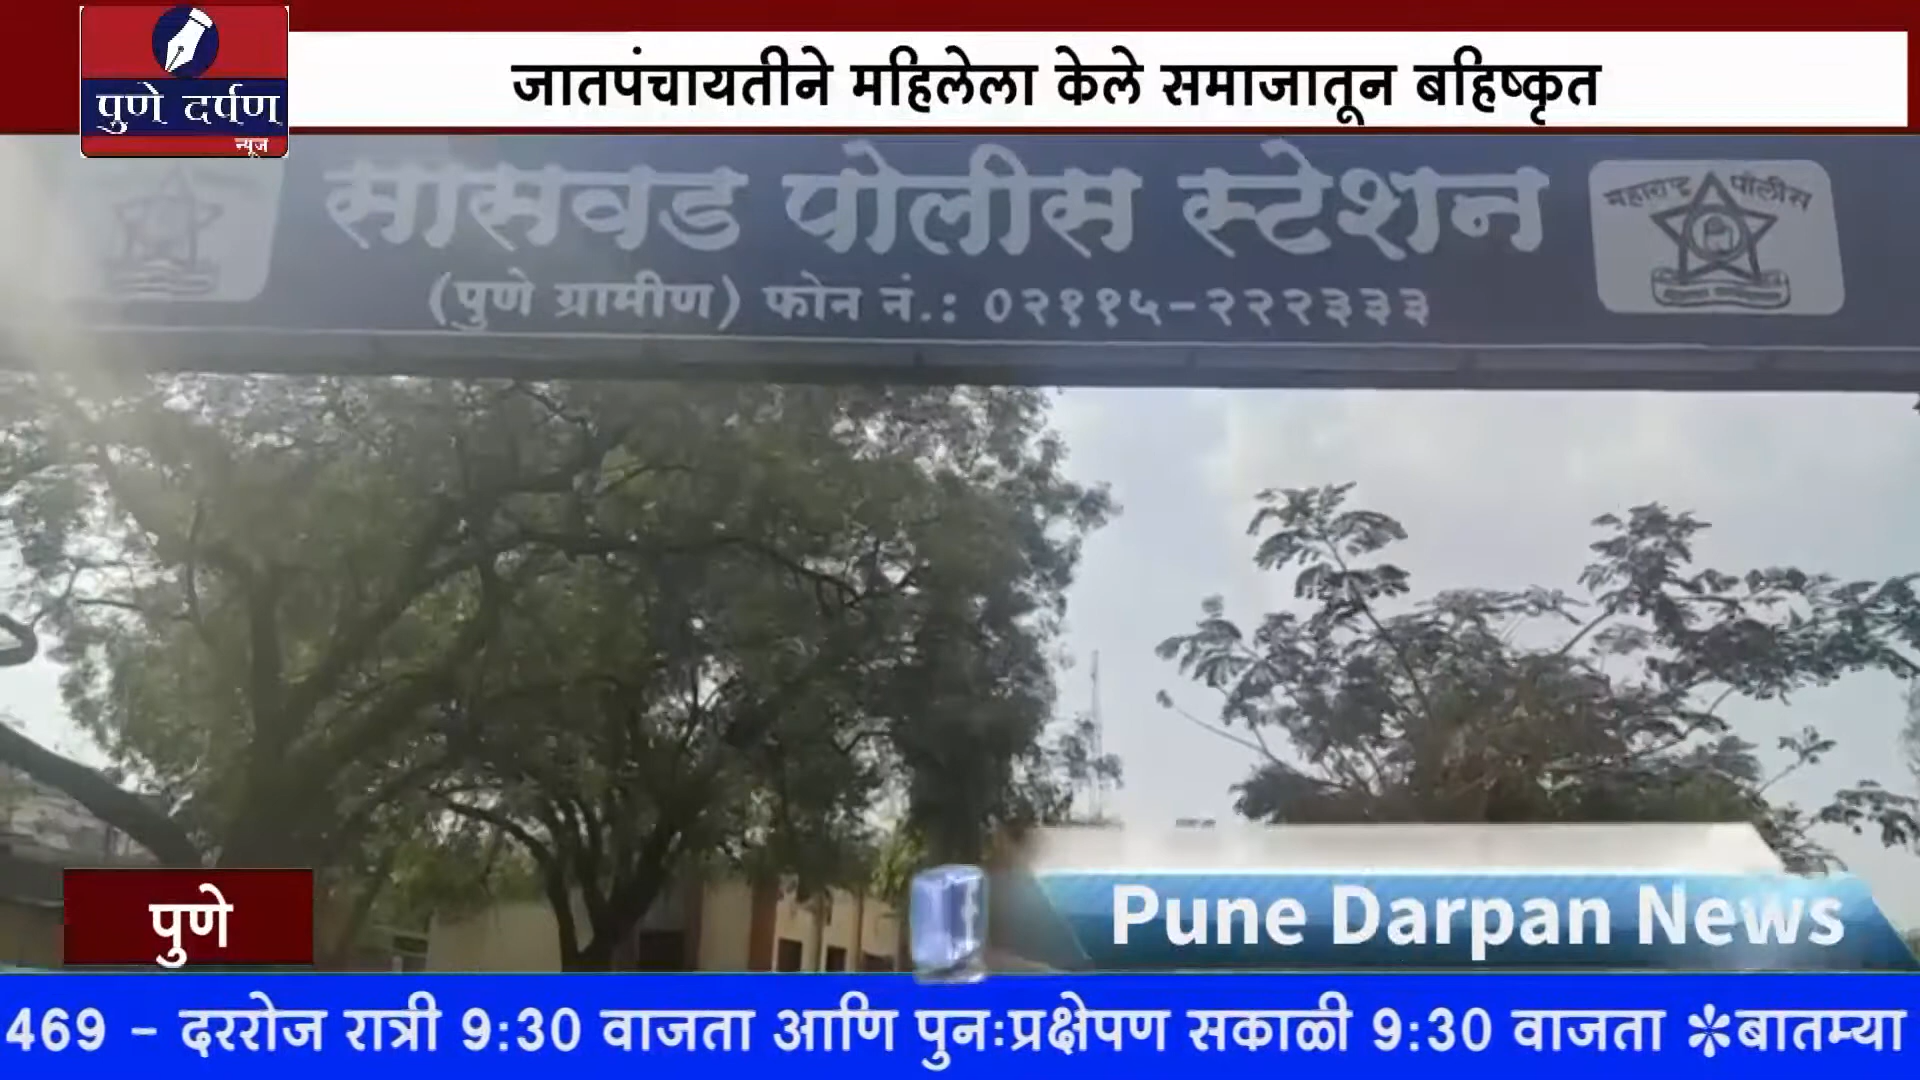 जातपंचायतीने महिलेला केले समाजातून बहिष्कृत
पुणे दर्पण
न्यूज
सासवड पोलीस स्टेशन
(पुणे ग्रामीण) फोन नं.: ०२११५-२२२३३३
महाराष्ट्र पोलीस
पुणे
Pune Darpan News
469 - दररोज रात्री 9:30 वाजता आणि पुनःप्रक्षेपण सकाळी 9:30 वाजता ✻बातम्या